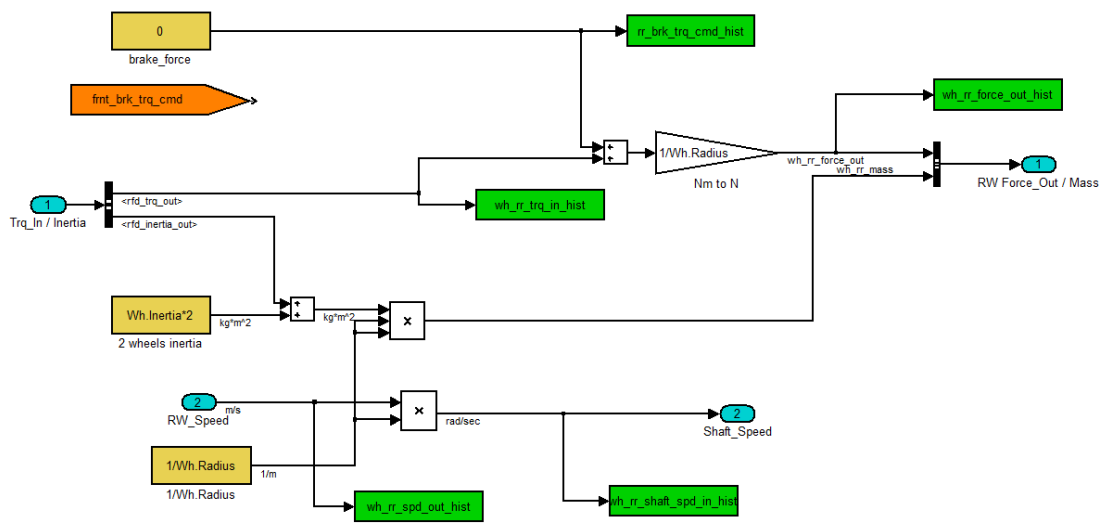 0
brake_force
rr_brk_trq_cmd_hist
frnt_brk_trq_cmd
wh_rr_force_out_hist
1/Wh.Radius
Nm to N
wh_rr_force_out
wh_rr_mass
1
RW Force_Out / Mass
1
Trq_In / Inertia
<rfd_trq_out>
<rfd_inertia_out>
wh_rr_trq_in_hist
Wh.Inertia*2
2 wheels inertia
kg*m^2
kg*m^2
×
2
RW_Speed
m/s
×
rad/sec
2
Shaft_Speed
1/Wh.Radius
1/Wh.Radius
1/m
wh_rr_spd_out_hist
wh_rr_shaft_spd_in_hist